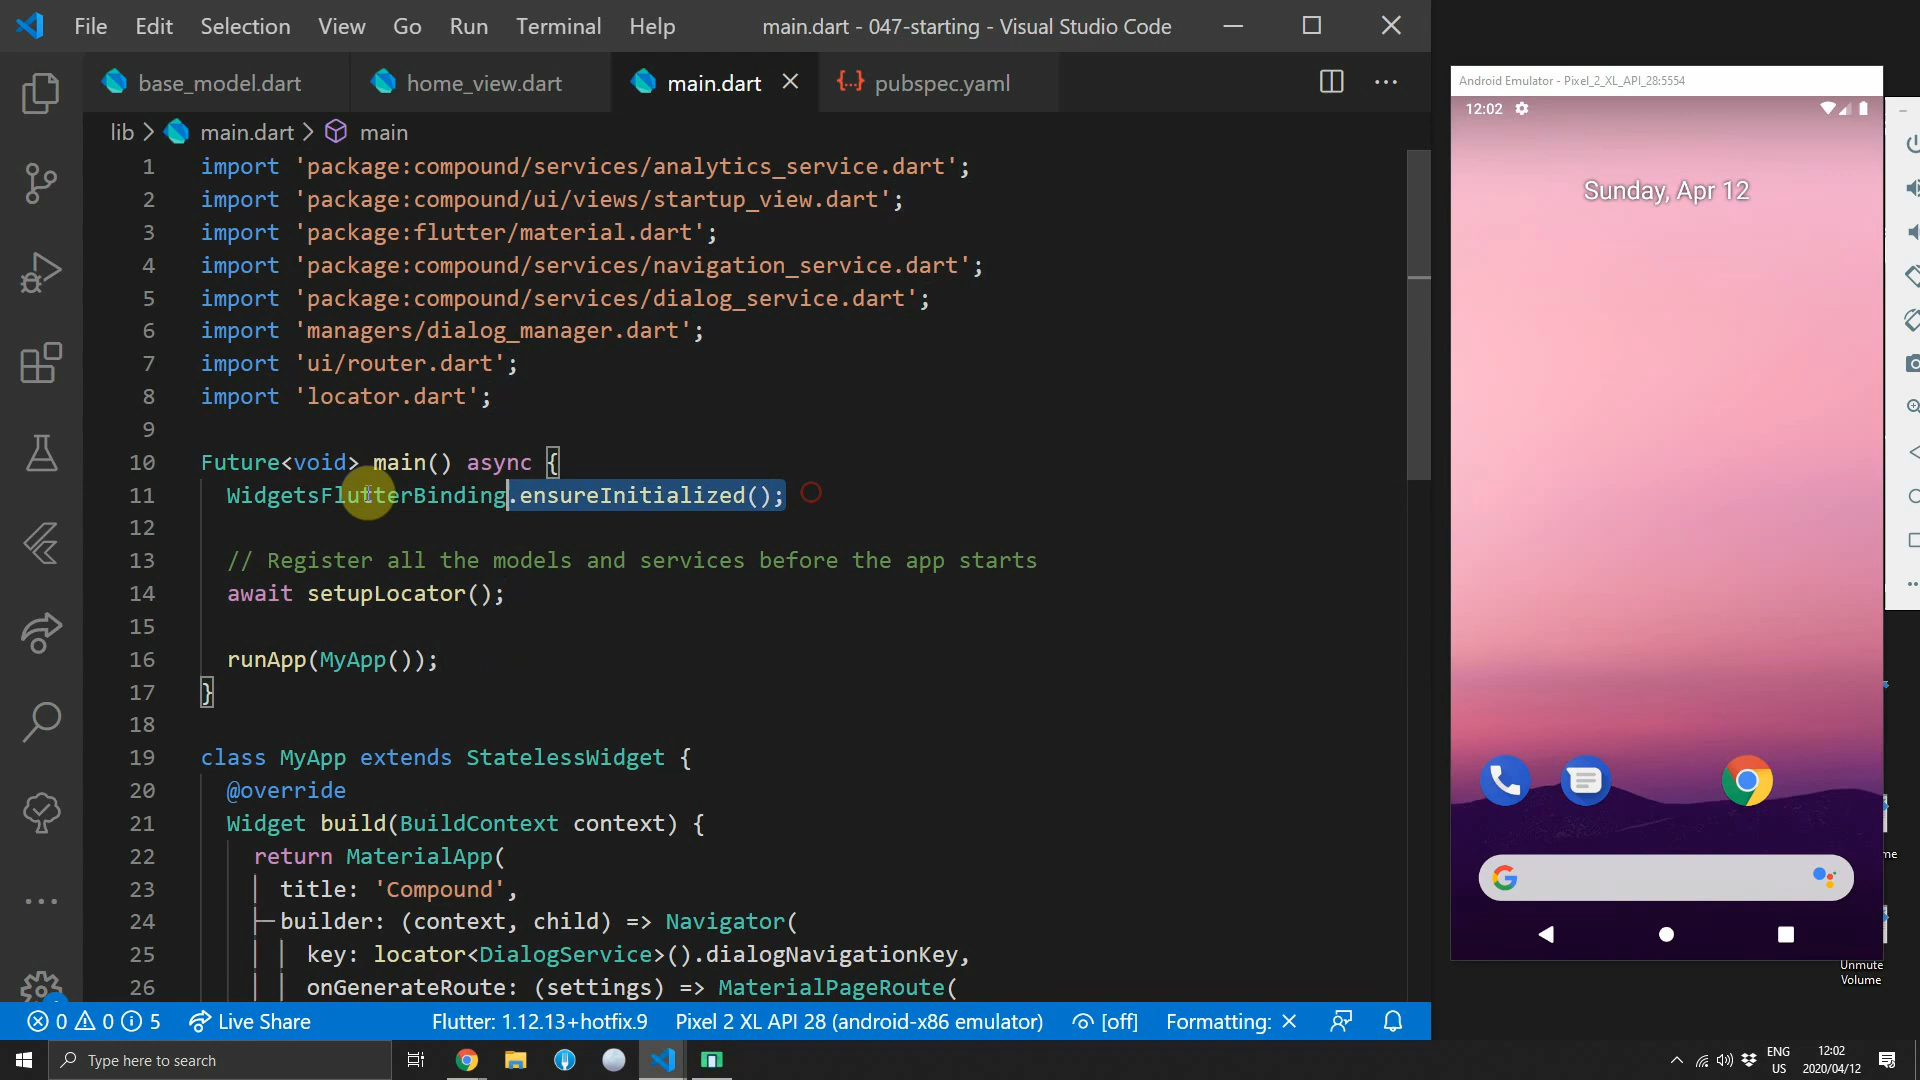 File Edit Selection View Go Run Terminal Help main.dart - 047-starting - Visual Studio Code
base_model.dart home_view.dart main.dart pubspec.yaml
lib > main.dart > main
1 import 'package:compound/services/analytics_service.dart';
2 import 'package:compound/ui/views/startup_view.dart';
3 import 'package:flutter/material.dart';
4 import 'package:compound/services/navigation_service.dart';
5 import 'package:compound/services/dialog_service.dart';
6 import 'managers/dialog_manager.dart';
7 import 'ui/router.dart';
8 import 'locator.dart';
9
10 Future<void> main() async {
11 WidgetsFlutterBinding.ensureInitialized();
12
13 // Register all the models and services before the app starts
14 await setupLocator();
15
16 runApp(MyApp());
17 }
18
19 class MyApp extends StatelessWidget {
20 @override
21 Widget build(BuildContext context) {
22 return MaterialApp(
23 title: 'Compound',
24 builder: (context, child) => Navigator(
25 key: locator<DialogService>().dialogNavigationKey,
26 onGenerateRoute: (settings) => MaterialPageRoute(
0 0 5 Live Share Flutter: 1.12.13+hotfix.9 Pixel 2 XL API 28 (android-x86 emulator) [off] Formatting: ×
Android Emulator - Pixel_2_XL_API_28:5554
12:02
Sunday, Apr 12
Unmute
Volume
Type here to search
ENG
US
12:02
2020/04/12